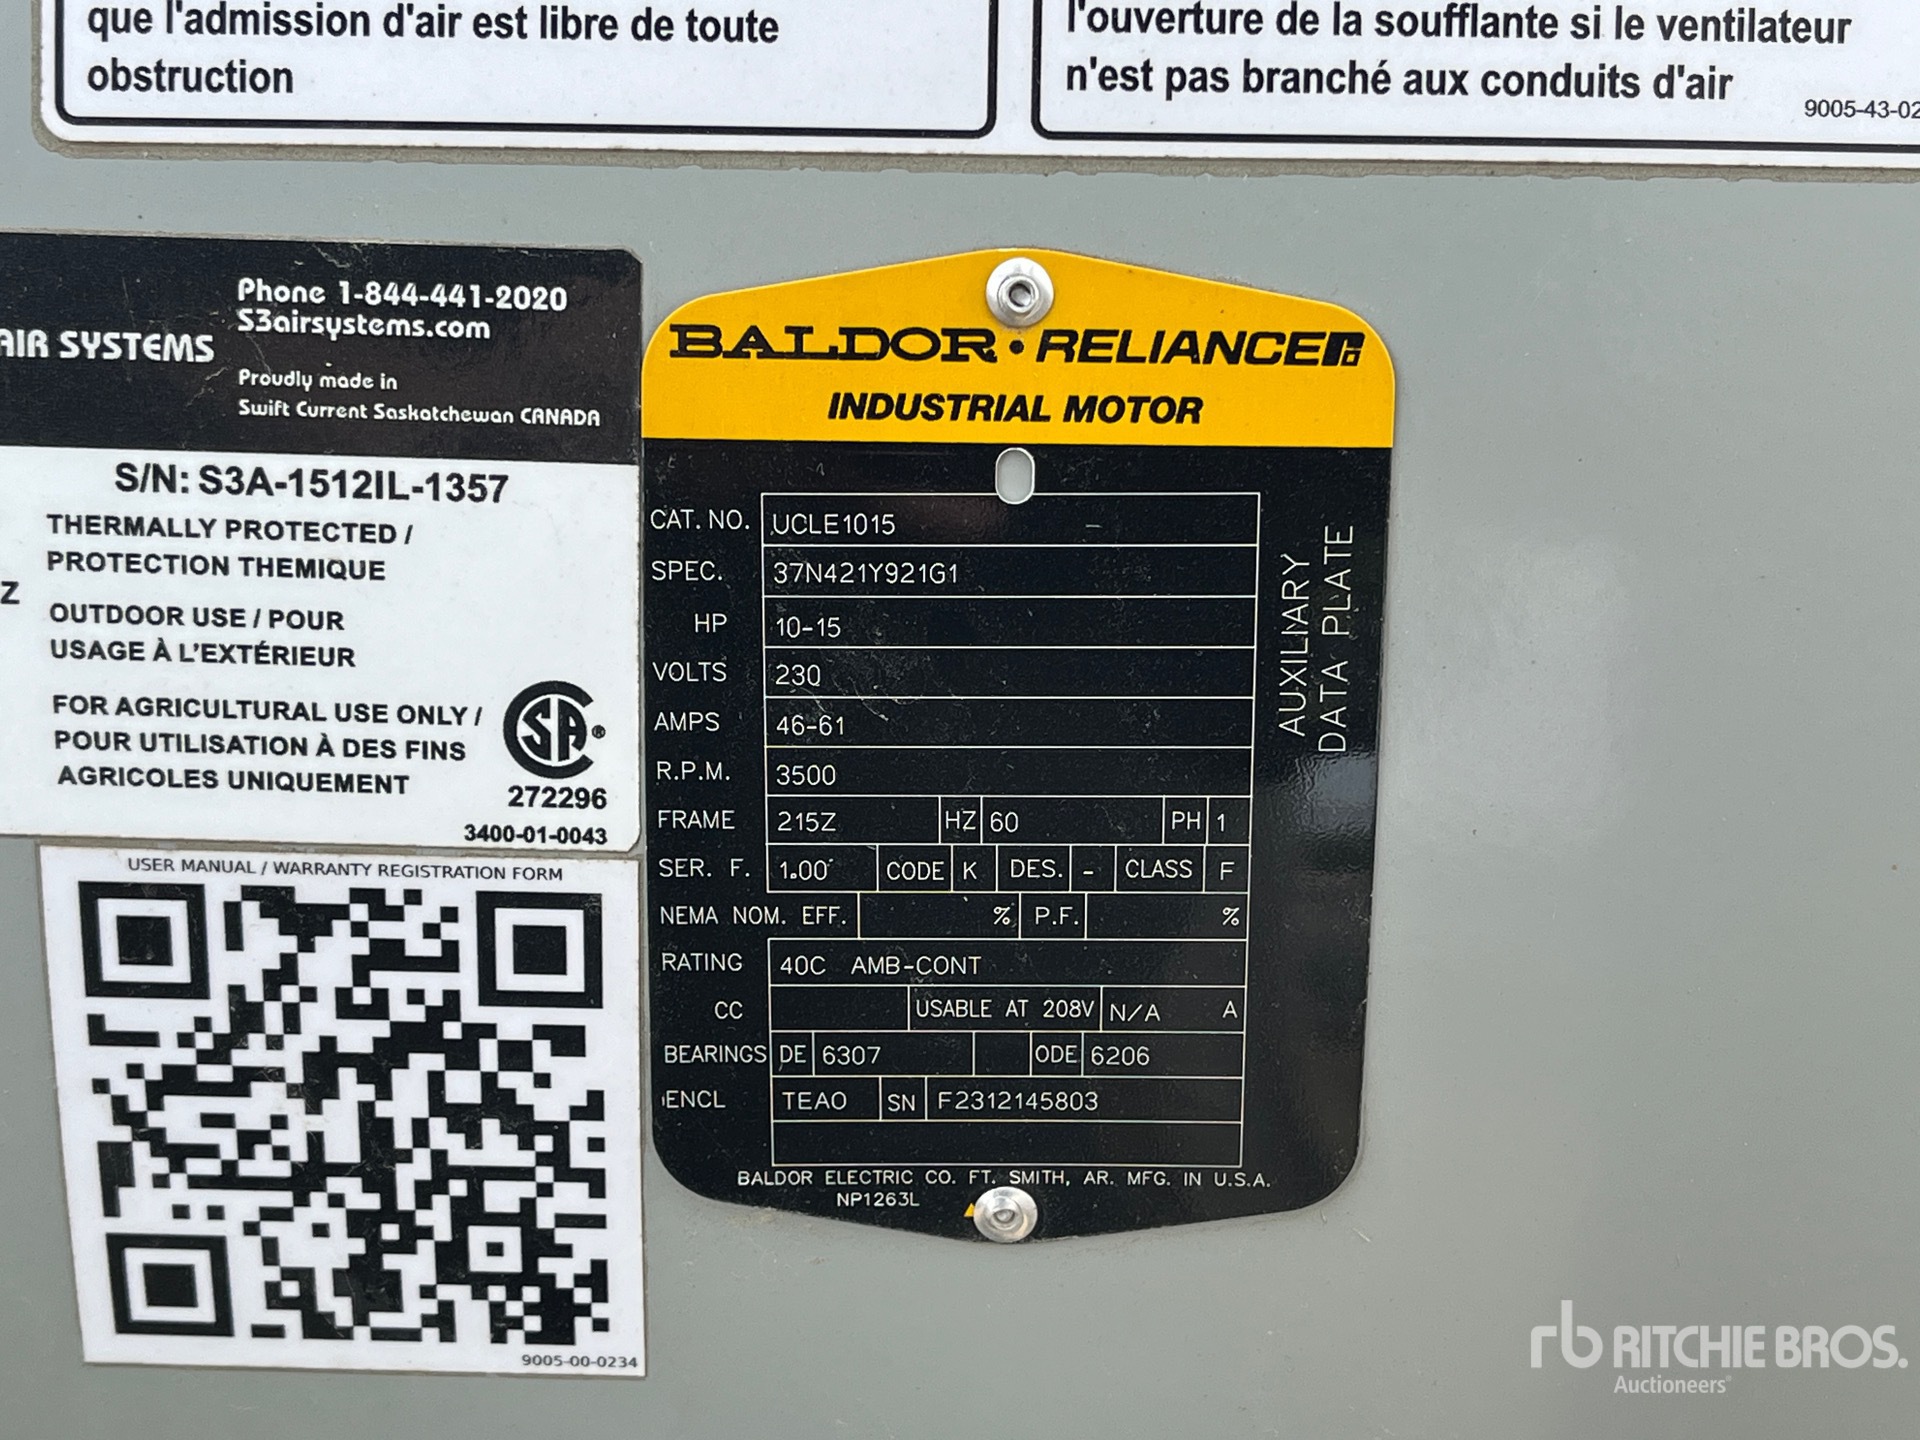 que l'admission d'air est libre de toute
obstruction
l'ouverture de la soufflante si le ventilateur
n'est pas branché aux conduits d'air
9005-43-02
AIR SYSTEMS
Phone 1-844-441-2020
S3airsystems.com
Proudly made in
Swift Current Saskatchewan CANADA
S/N: S3A-1512IL-1357
THERMALLY PROTECTED /
PROTECTION THEMIQUE
Z
OUTDOOR USE / POUR
USAGE À L'EXTÉRIEUR
FOR AGRICULTURAL USE ONLY /
POUR UTILISATION À DES FINS
AGRICOLES UNIQUEMENT
SA®
272296
3400-01-0043
USER MANUAL / WARRANTY REGISTRATION FORM
9005-00-0234
BALDOR • RELIANCE
INDUSTRIAL MOTOR
CAT. NO. UCLE1015
SPEC. 37N421Y921G1
HP 10-15
VOLTS 230
AMPS 46-61
R.P.M. 3500
FRAME 215Z HZ 60 PH 1
SER. F. 1.00 CODE K DES. - CLASS F
NEMA NOM. EFF. % P.F. %
RATING 40C AMB-CONT
CC USABLE AT 208V N/A A
BEARINGS DE 6307 ODE 6206
ENCL TEAO SN F2312145803
BALDOR ELECTRIC CO. FT. SMITH, AR. MFG. IN U.S.A.
NP1263L
AUXILIARY
DATA PLATE
rb RITCHIE BROS.
Auctioneers